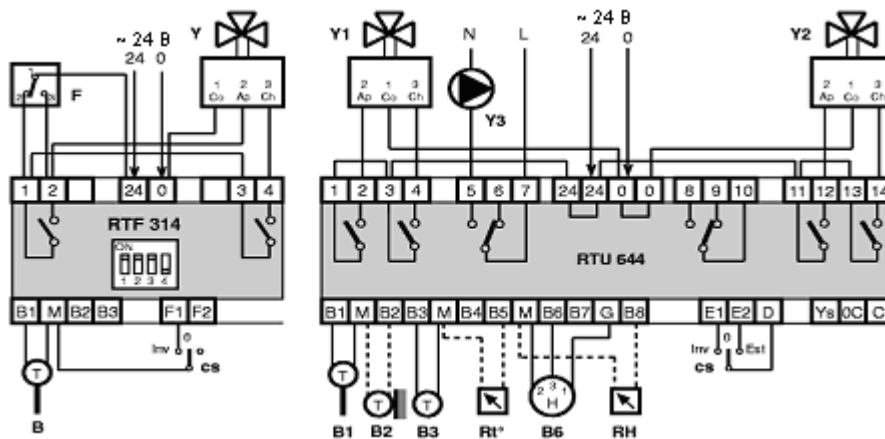 ~ 24 В Y Y1 N L ~ 24 В Y2
24 0 24 0
F
1 2 3
Co Ap Ch
2 1 3
Ap Co Ch
Y3
2 1 3
Ap Co Ch
1 2 24 0 3 4
RTF 314
ON
1 2 3 4
B1 M B2 B3 F1 F2
0
Inv
cs
T
B
1 2 3 4 5 6 7 24 24 0 0 8 9 10 11 12 13 14
RTU 644
B1 M B2 B3 M B4 B5 M B6 B7 G B8 E1 E2 D Ys 0C C
0
Inv Est
cs
T T T 2 3 1
H
B1 B2 B3 Rt° B6 RH